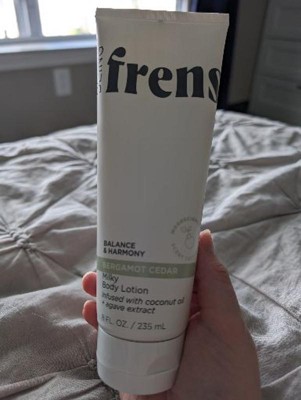 frens
BALANCE
& HARMONY
BERGAMOT CEDAR
Milky
Body Lotion
infused with coconut oil
+ agave extract
8 FL. OZ. / 235 mL